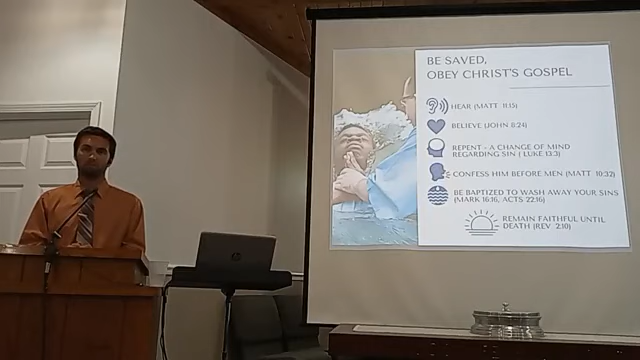 BE SAVED,
OBEY CHRIST'S GOSPEL
HEAR (MATT 11:15)
BELIEVE (JOHN 8:24)
REPENT - A CHANGE OF MIND
REGARDING SIN ( LUKE 13:3)
CONFESS HIM BEFORE MEN (MATT 10:32)
BE BAPTIZED TO WASH AWAY YOUR SINS
(MARK 16:16, ACTS 22:16)
REMAIN FAITHFUL UNTIL
DEATH (REV 2:10)